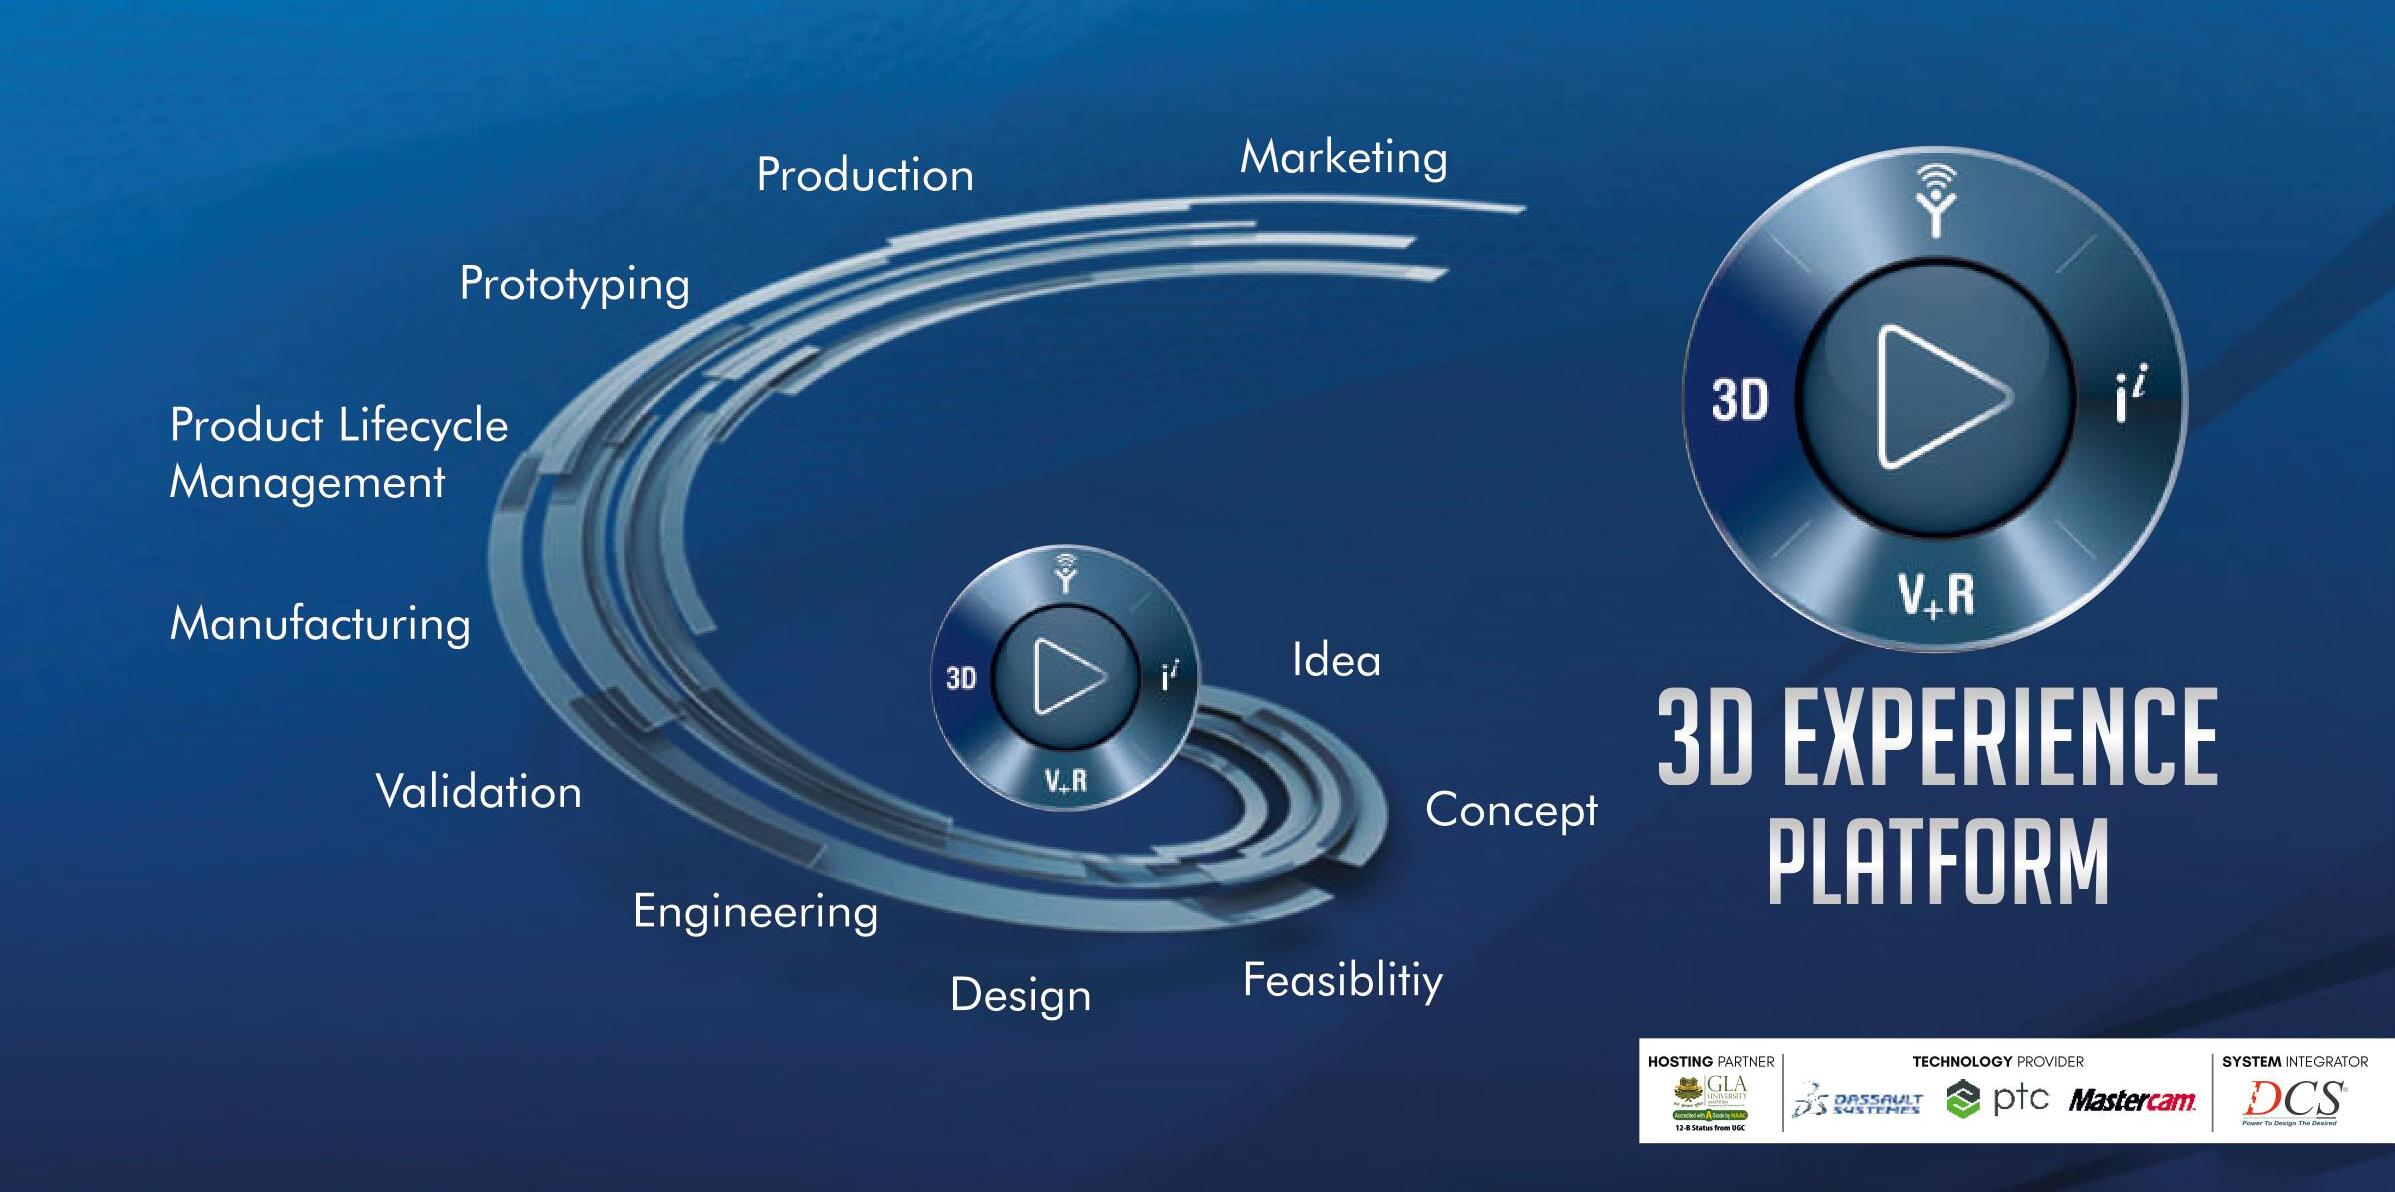 Production
Marketing
Prototyping
Product Lifecycle
Management
Manufacturing
Validation
Engineering
Design
Feasiblitiy
Concept
Idea
3D
i i
V+R
3D
i i
V+R
3D EXPERIENCE
PLATFORM
HOSTING PARTNER
GLA
UNIVERSITY
Accredited with A Grade by NAAC
12-B Status from UGC
TECHNOLOGY PROVIDER
DASSAULT
SYSTEMES
ptc
Mastercam
SYSTEM INTEGRATOR
DCS
Power To Design The Desired